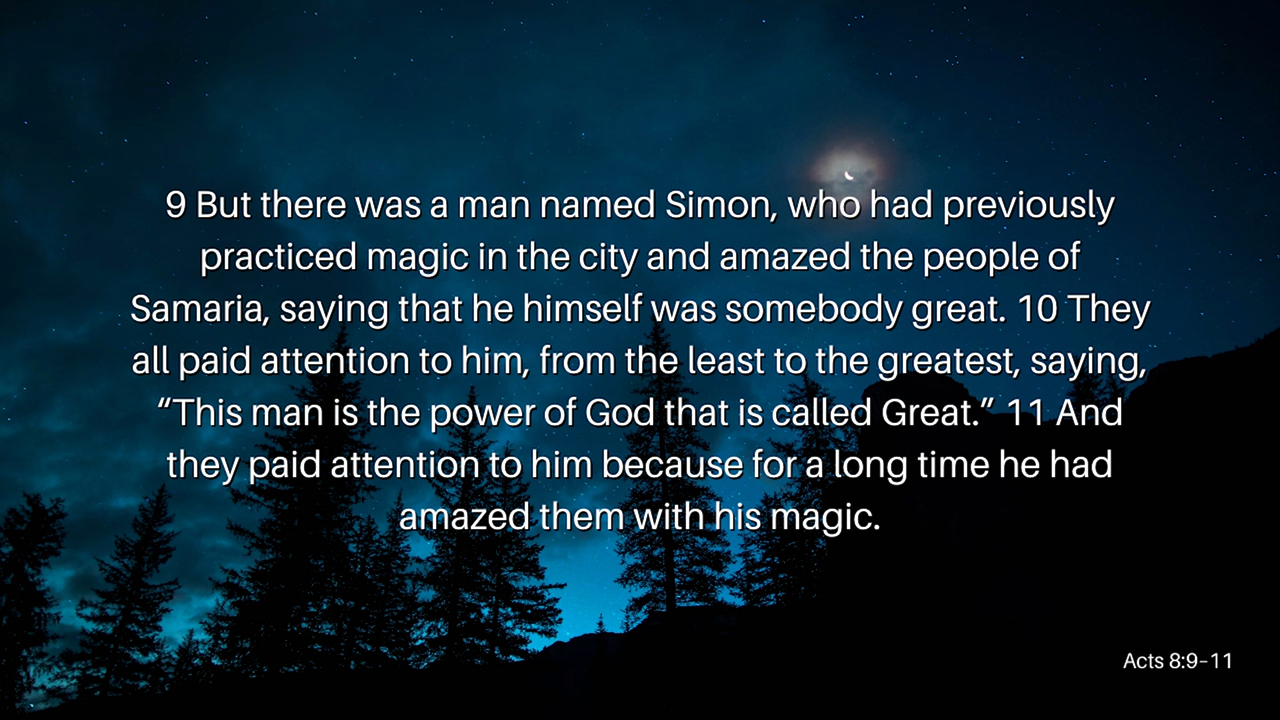 9 But there was a man named Simon, who had previously
practiced magic in the city and amazed the people of
Samaria, saying that he himself was somebody great. 10 They
all paid attention to him, from the least to the greatest, saying,
“This man is the power of God that is called Great.” 11 And
they paid attention to him because for a long time he had
amazed them with his magic.
Acts 8:9–11